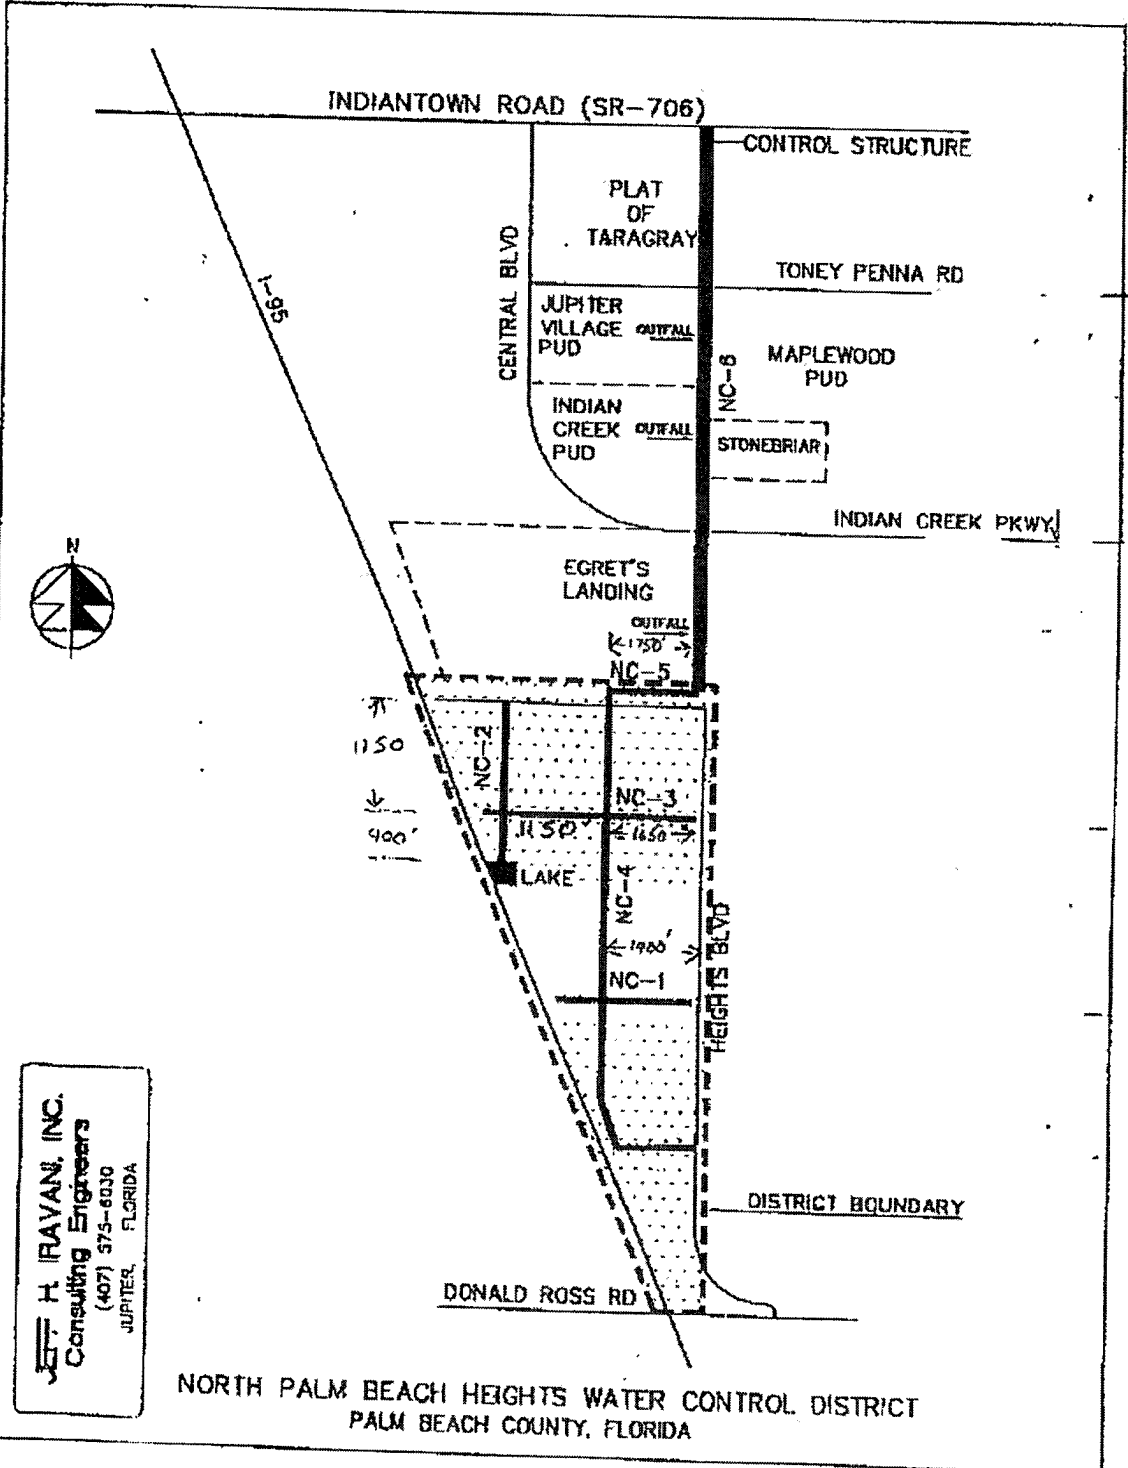 INDIANTOWN ROAD (SR-706)
CONTROL STRUCTURE
PLAT
OF
TARAGRAY
CENTRAL BLVD
TONEY PENNA RD
I-95
JUPITER
VILLAGE
PUD
OUTFALL
NC-6
MAPLEWOOD
PUD
INDIAN
CREEK
PUD
OUTFALL
STONEBRIAR
INDIAN CREEK PKWY
N
EGRET'S
LANDING
OUTFALL
1750'
NC-5
1150
NC-2
NC-3
400'
1150'
1650'
LAKE
NC-4
1900'
HEIGHTS BLVD
NC-1
DISTRICT BOUNDARY
DONALD ROSS RD
JEFF H. IRAVANI, INC.
Consulting Engineers
(407) 575-6030
JUPITER, FLORIDA
NORTH PALM BEACH HEIGHTS WATER CONTROL DISTRICT
PALM BEACH COUNTY, FLORIDA